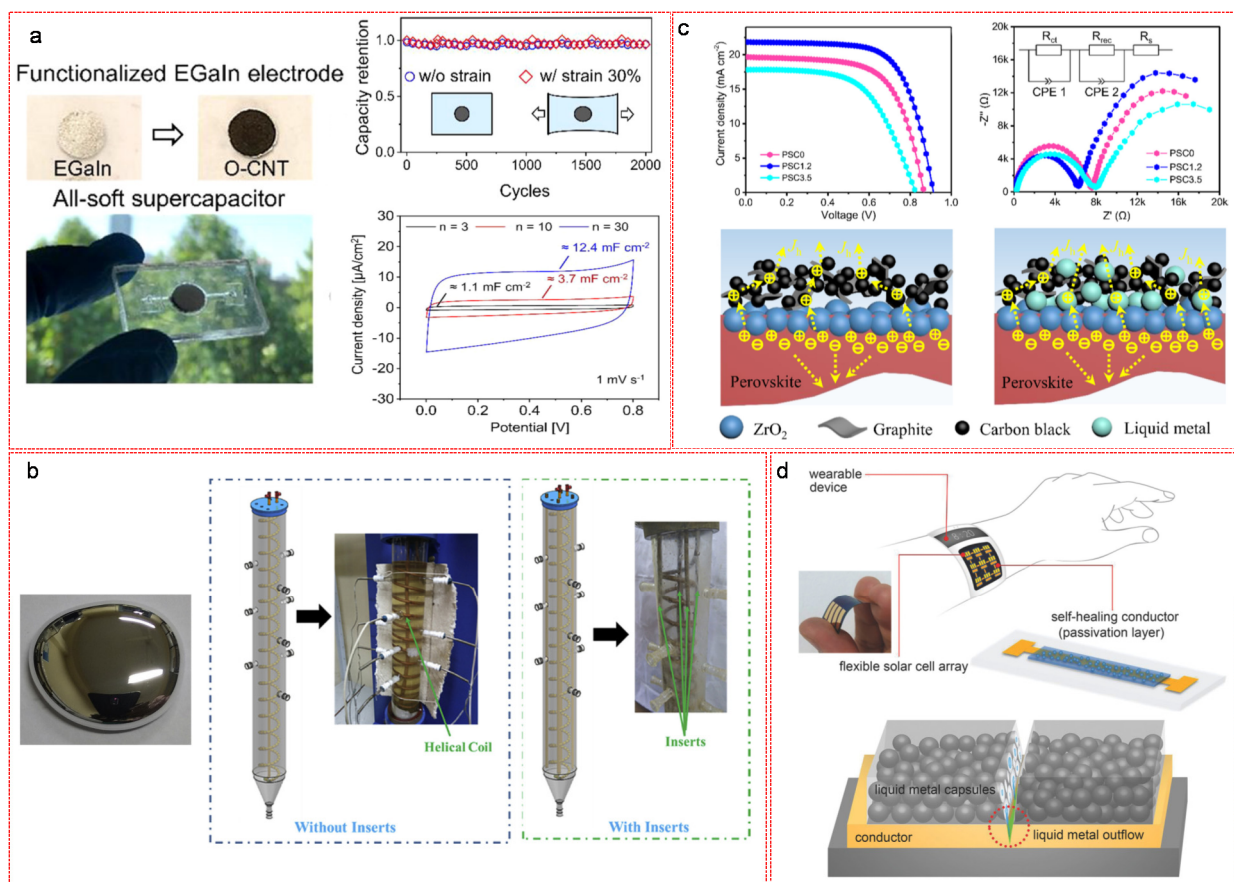 a
Functionalized EGaIn electrode
EGaIn
O-CNT
All-soft supercapacitor
Capacity retention
1.0
0.5
0.0
w/o strain
w/ strain 30%
0 500 1000 1500 2000
Cycles
Current density [µA/cm²]
30
20
10
0
-10
-20
-30
n = 3 n = 10 n = 30
≈ 12.4 mF cm⁻²
≈ 3.7 mF cm⁻²
≈ 1.1 mF cm⁻²
1 mV s⁻¹
0.0 0.2 0.4 0.6 0.8
Potential [V]
c
Current density (mA cm⁻²)
25
20
15
10
5
0
PSC0
PSC1.2
PSC3.5
0.0 0.2 0.4 0.6 0.8 1.0
Voltage (V)
-Z'' (Ω)
20k
16k
12k
8k
4k
0
Rct Rrec Rs
CPE 1 CPE 2
PSC0
PSC1.2
PSC3.5
0 4k 8k 12k 16k 20k
Z' (Ω)
Perovskite
Perovskite
ZrO₂ Graphite Carbon black Liquid metal
b
Helical Coil
Without Inserts
Inserts
With Inserts
d
wearable
device
self-healing conductor
(passivation layer)
flexible solar cell array
liquid metal capsules
conductor
liquid metal outflow